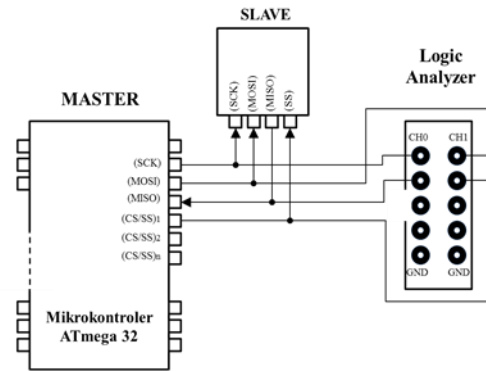 SLAVE
(SCK)
(MOSI)
(MISO)
(SS)
Logic
Analyzer
MASTER
CH0
CH1
(SCK)
(MOSI)
(MISO)
(CS/SS)1
(CS/SS)2
(CS/SS)n
GND
GND
Mikrokontroler
ATmega 32